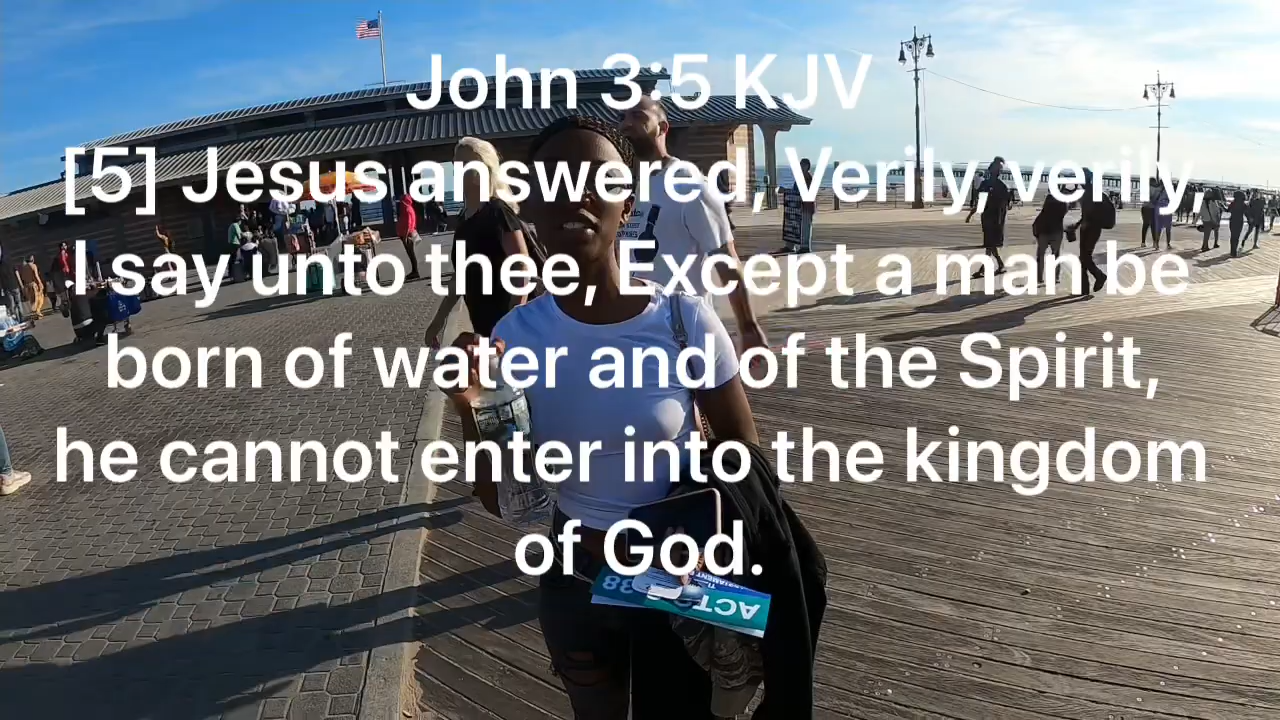 John 3:5 KJV
[5] Jesus answered, Verily, verily,
I say unto thee, Except a man be
born of water and of the Spirit,
he cannot enter into the kingdom
of God.
ACTS
38